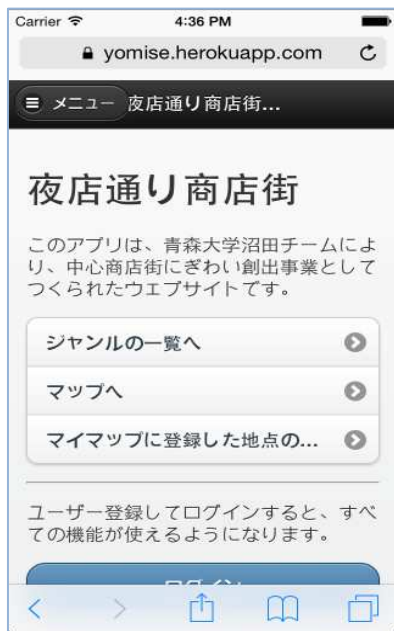 Carrier 4:36 PM
yomise.herokuapp.com
メニュー 夜店通り商店街...
夜店通り商店街
このアプリは、青森大学沼田チームによ
り、中心商店街にぎわい創出事業として
つくられたウエブサイトです。
ジャンルの一覧へ
マップへ
マイマップに登録した地点の...
ユーザー登録してログインすると、すべ
ての機能が使えるようになります。
ログイン